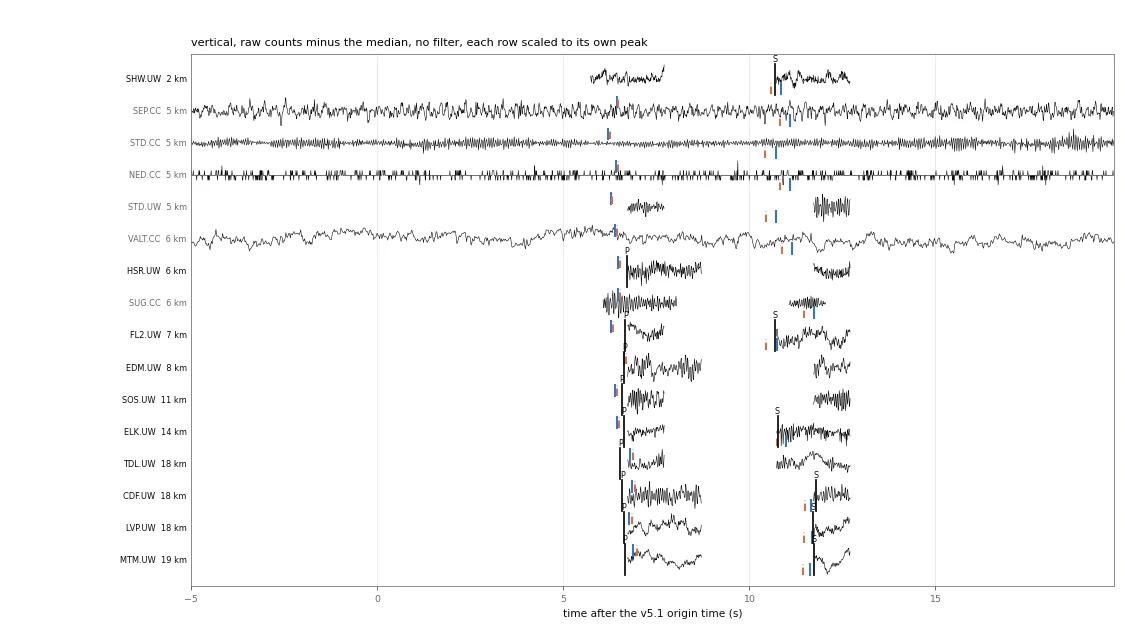 vertical, raw counts minus the median, no filter, each row scaled to its own peak
S
SHW.UW 2 km
SEP.CC 5 km
STD.CC 5 km
NED.CC 5 km
STD.UW 5 km
VALT.CC 6 km
P
HSR.UW 6 km
SUG.CC 6 km
P S
FL2.UW 7 km
P
EDM.UW 8 km
P
SOS.UW 11 km
P S
ELK.UW 14 km
P
TDL.UW 18 km
P S
CDF.UW 18 km
P S
LVP.UW 18 km
P S
MTM.UW 19 km
−5 0 5 10 15
time after the v5.1 origin time (s)